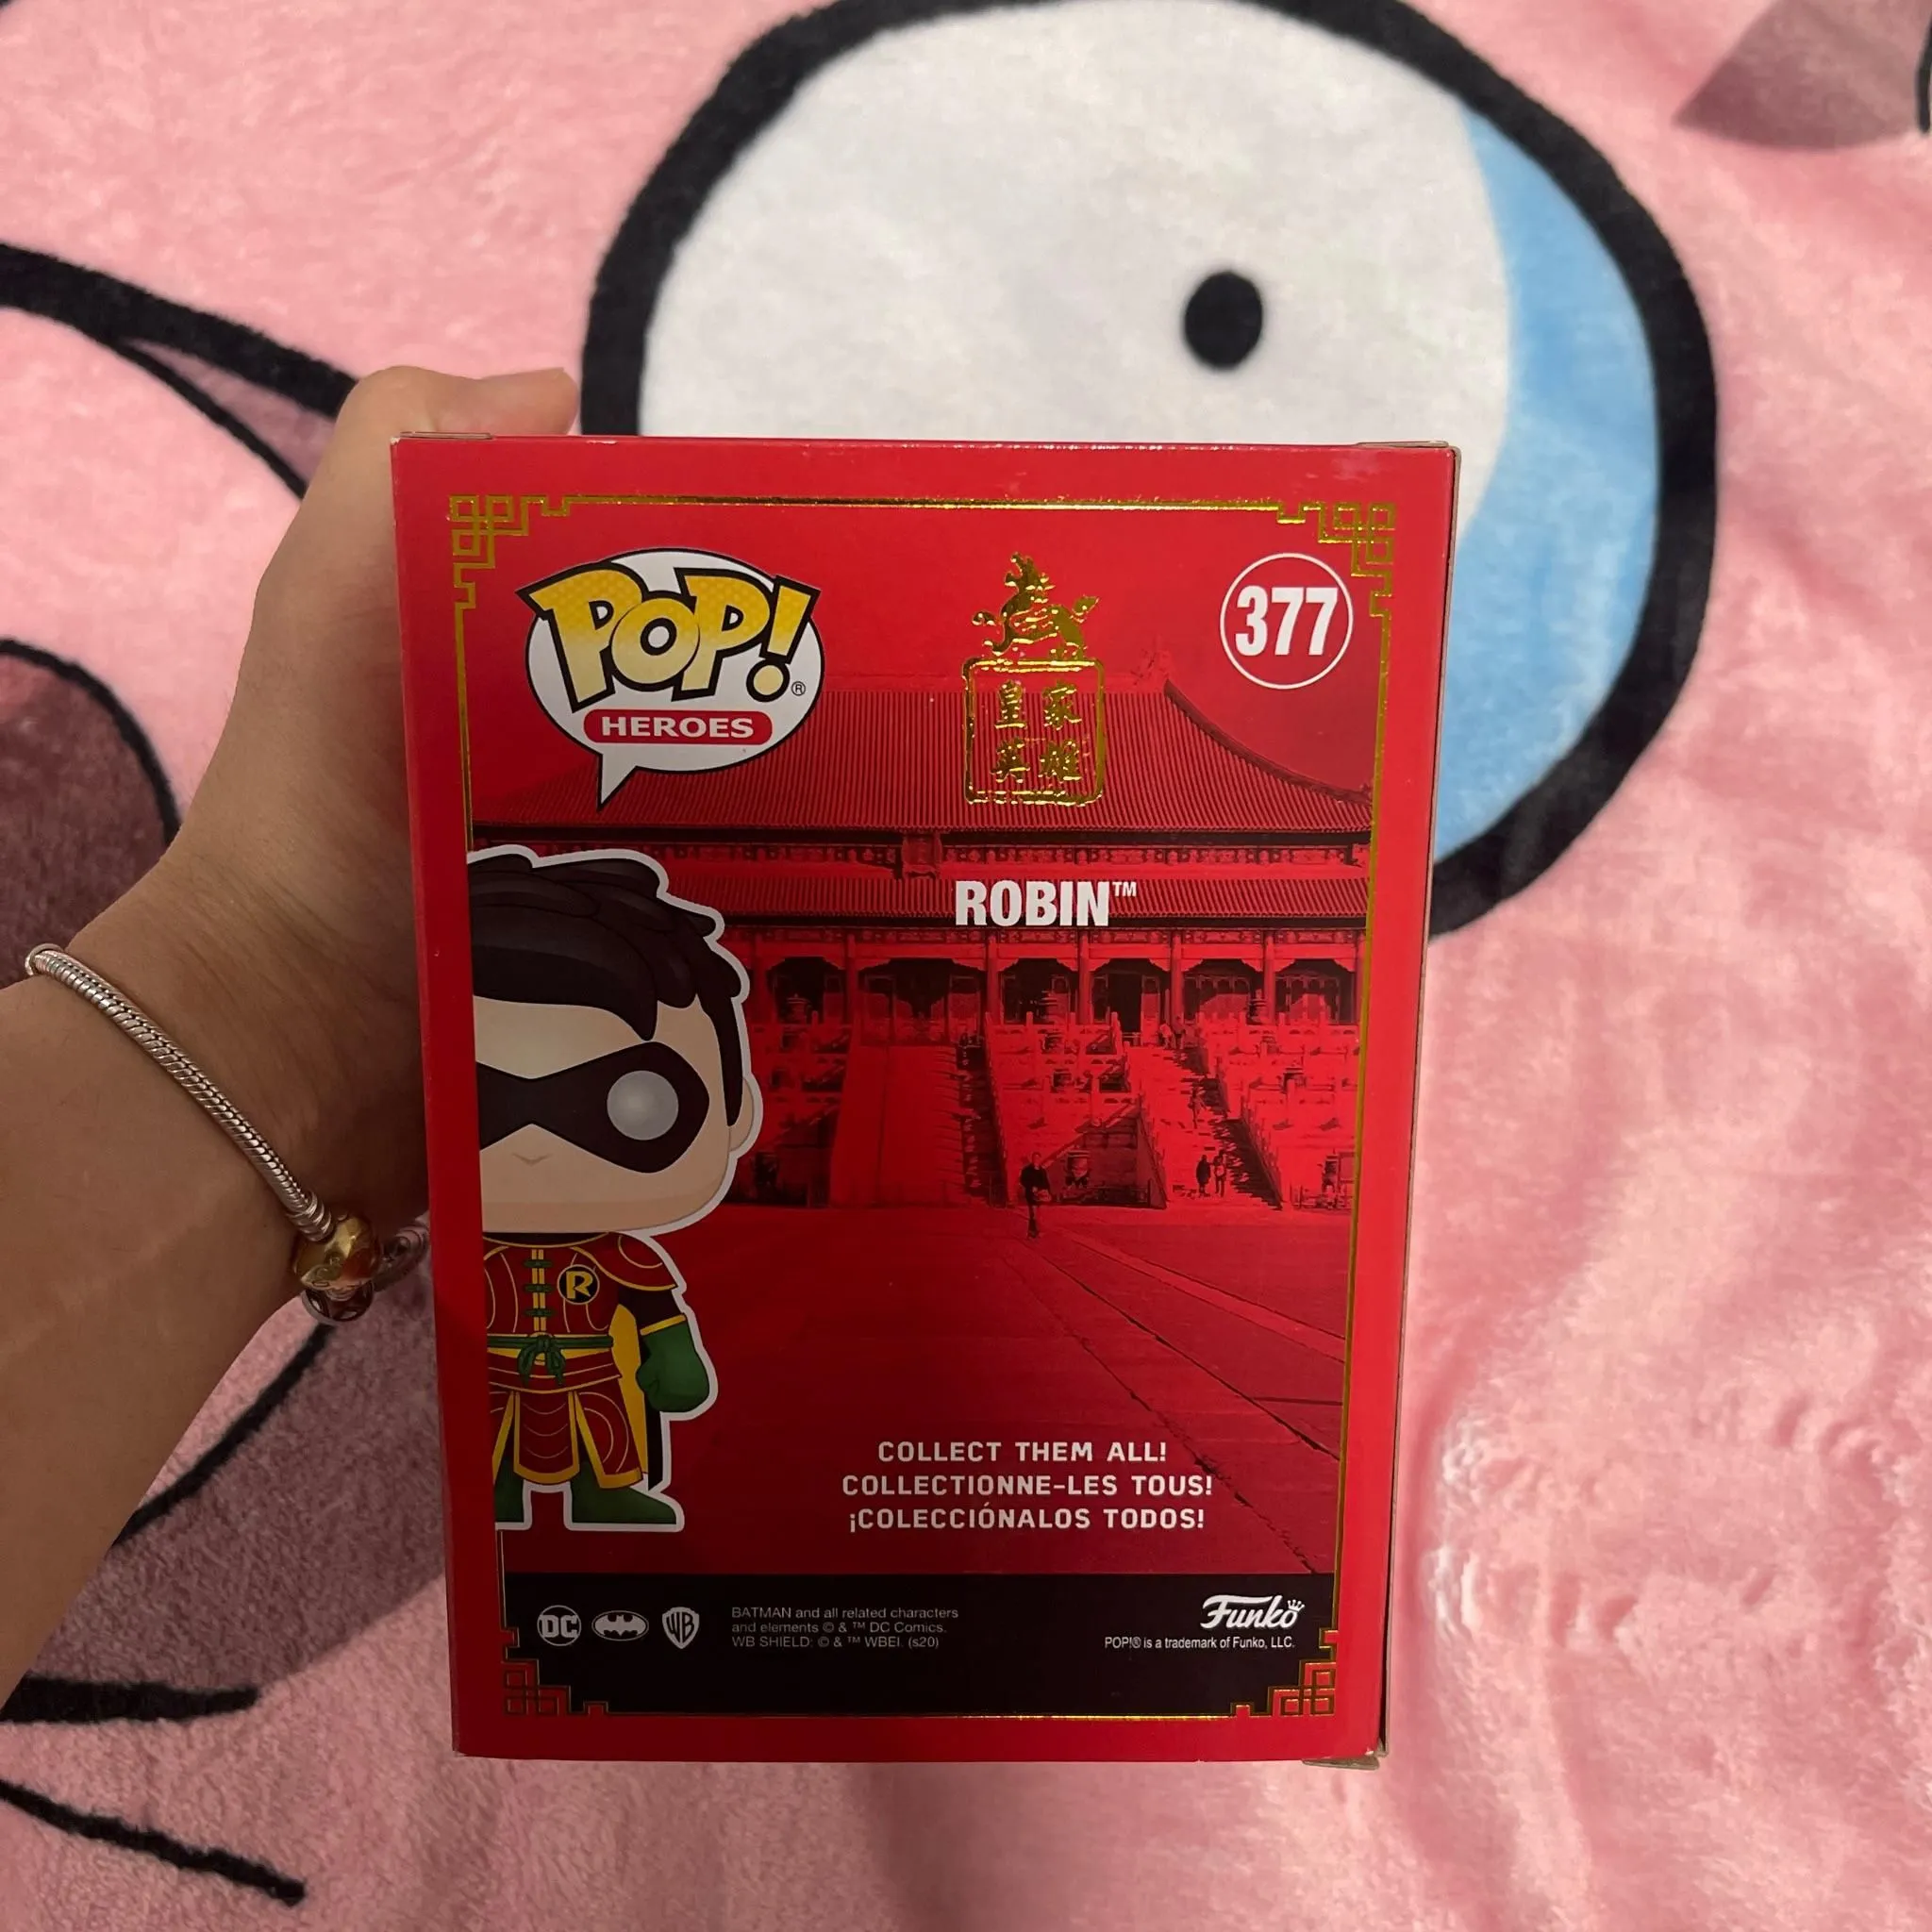 POP!®
HEROES
皇家
英雄
377
ROBIN™
R
COLLECT THEM ALL!
COLLECTIONNE-LES TOUS!
¡COLECCIÓNALOS TODOS!
DC
WB
BATMAN and all related characters
and elements © & ™ DC Comics.
WB SHIELD: © & ™ WBEI. (s20)
Funko
POP!® is a trademark of Funko, LLC.